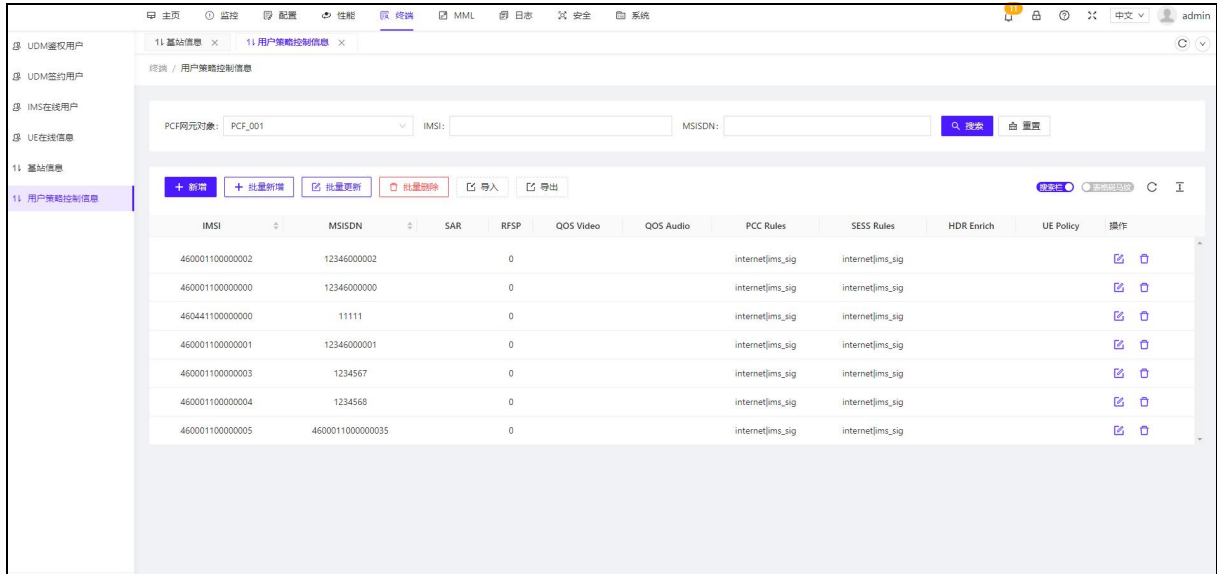 主页 监控 配置 性能 终端 MML 日志 安全 系统 11 中文 admin
UDM鉴权用户
UDM签约用户
IMS在线用户
UE在线信息
基站信息
用户策略控制信息
基站信息 用户策略控制信息
终端 / 用户策略控制信息
PCF网元对象: PCF_001 IMSI: MSISDN: 搜索 重置
新增 批量新增 批量更新 批量删除 导入 导出 搜索栏 表格斑马纹
IMSI MSISDN SAR RFSP QOS Video QOS Audio PCC Rules SESS Rules HDR Enrich UE Policy 操作
460001100000002 12346000002 0 internet|ims_sig internet|ims_sig
460001100000000 12346000000 0 internet|ims_sig internet|ims_sig
460441100000000 11111 0 internet|ims_sig internet|ims_sig
460001100000001 12346000001 0 internet|ims_sig internet|ims_sig
460001100000003 1234567 0 internet|ims_sig internet|ims_sig
460001100000004 1234568 0 internet|ims_sig internet|ims_sig
460001100000005 4600011000000035 0 internet|ims_sig internet|ims_sig